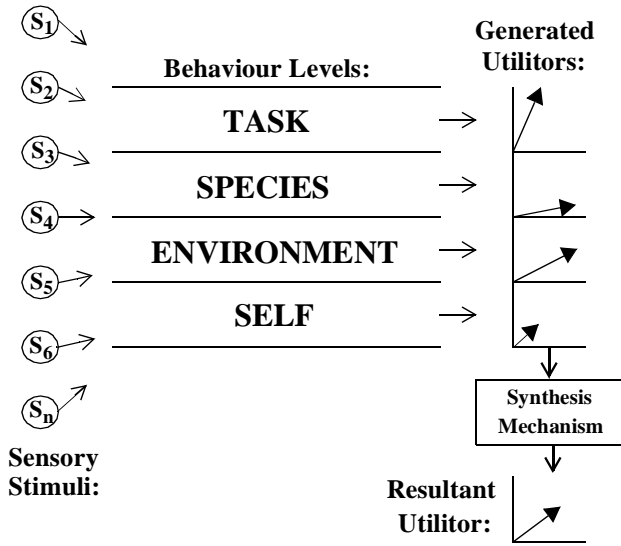 S1
Generated
Utilitors:
Behaviour Levels:
S2
TASK
S3
SPECIES
S4
ENVIRONMENT
S5
SELF
S6
Synthesis
Mechanism
Sn
Sensory
Stimuli:
Resultant
Utilitor: